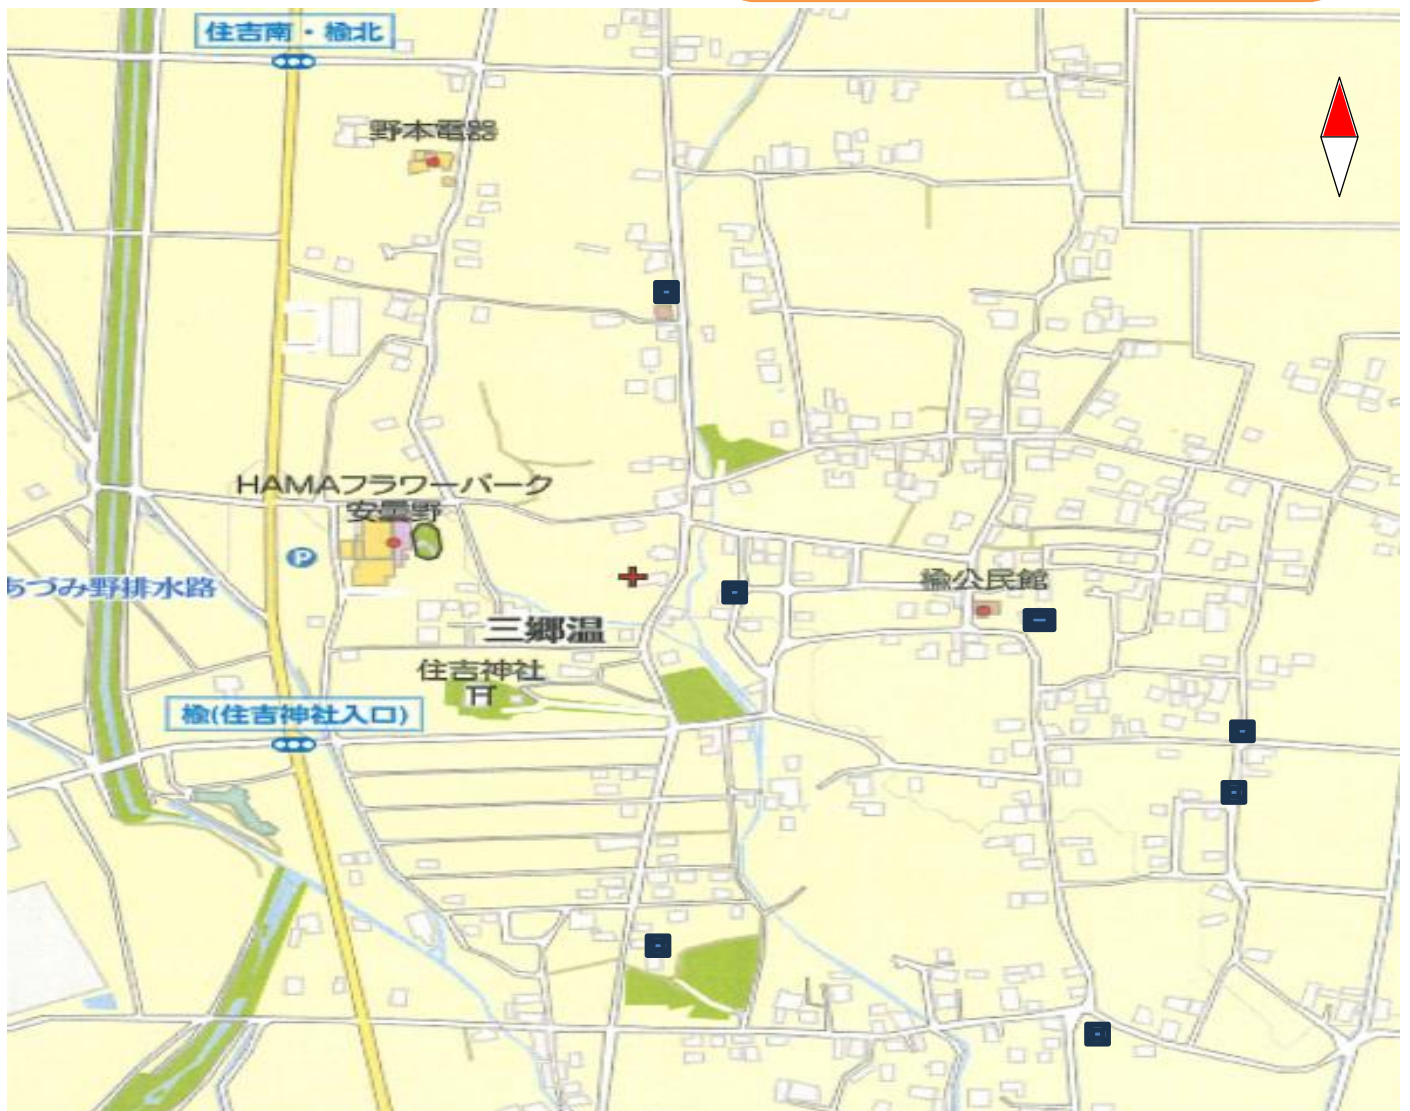 住吉南・楡北
野本電器
HAMAフラワーパーク
安曇野
P
あづみ野排水路
楡公民館
三郷温
住吉神社
楡(住吉神社入口)